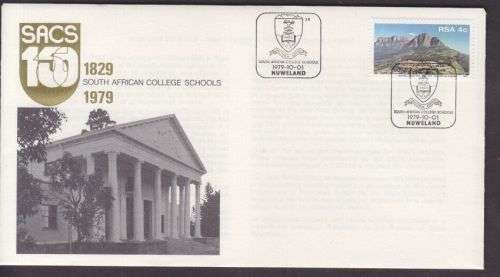 SACS
150
1829
SOUTH AFRICAN COLLEGE SCHOOLS
1979
SOUTH AFRICAN COLLEGE SCHOOLS
1979-10-01
NUWELAND
RSA 4c
SOUTH AFRICAN COLLEGE SCHOOLS
1979-10-01
NUWELAND